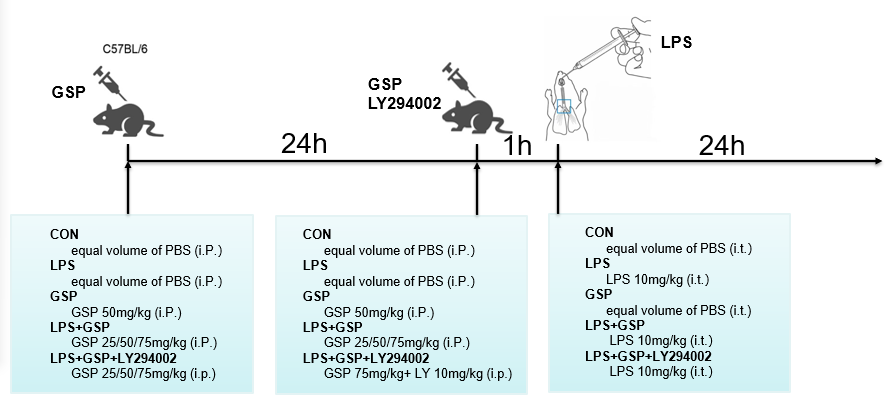 C57BL/6
GSP
GSP
LY294002
LPS
24h
1h
24h
CON
equal volume of PBS (i.P.)
LPS
equal volume of PBS (i.P.)
GSP
GSP 50mg/kg (i.P.)
LPS+GSP
GSP 25/50/75mg/kg (i.P.)
LPS+GSP+LY294002
GSP 25/50/75mg/kg (i.p.)
CON
equal volume of PBS (i.P.)
LPS
equal volume of PBS (i.P.)
GSP
GSP 50mg/kg (i.P.)
LPS+GSP
GSP 25/50/75mg/kg (i.P.)
LPS+GSP+LY294002
GSP 75mg/kg+ LY 10mg/kg (i.p.)
CON
equal volume of PBS (i.t.)
LPS
LPS 10mg/kg (i.t.)
GSP
equal volume of PBS (i.t.)
LPS+GSP
LPS 10mg/kg (i.t.)
LPS+GSP+LY294002
LPS 10mg/kg (i.t.)